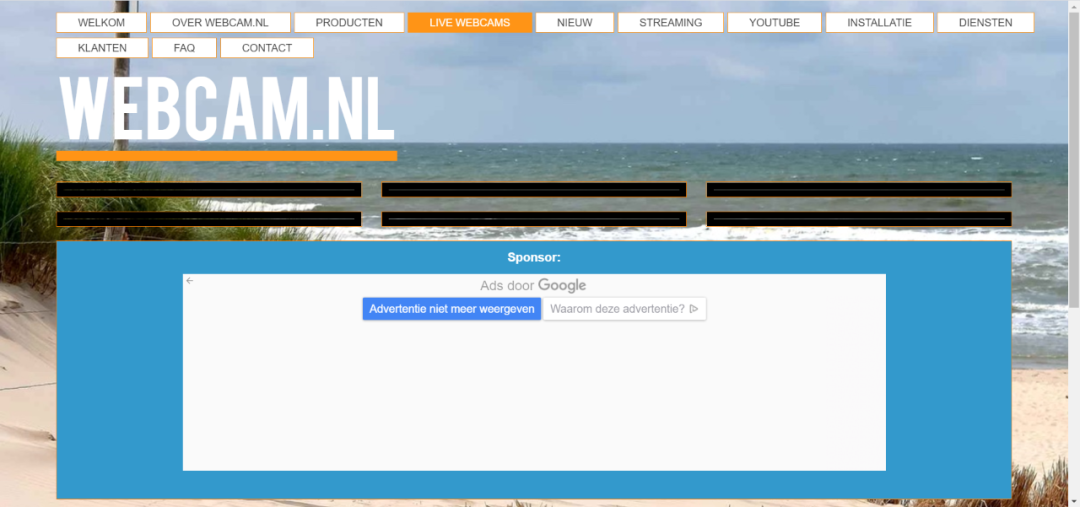 WELKOM OVER WEBCAM.NL PRODUCTEN LIVE WEBCAMS NIEUW STREAMING YOUTUBE INSTALLATIE DIENSTEN
KLANTEN FAQ CONTACT
WEBCAM.NL
Sponsor:
Ads door Google
Advertentie niet meer weergeven Waarom deze advertentie?